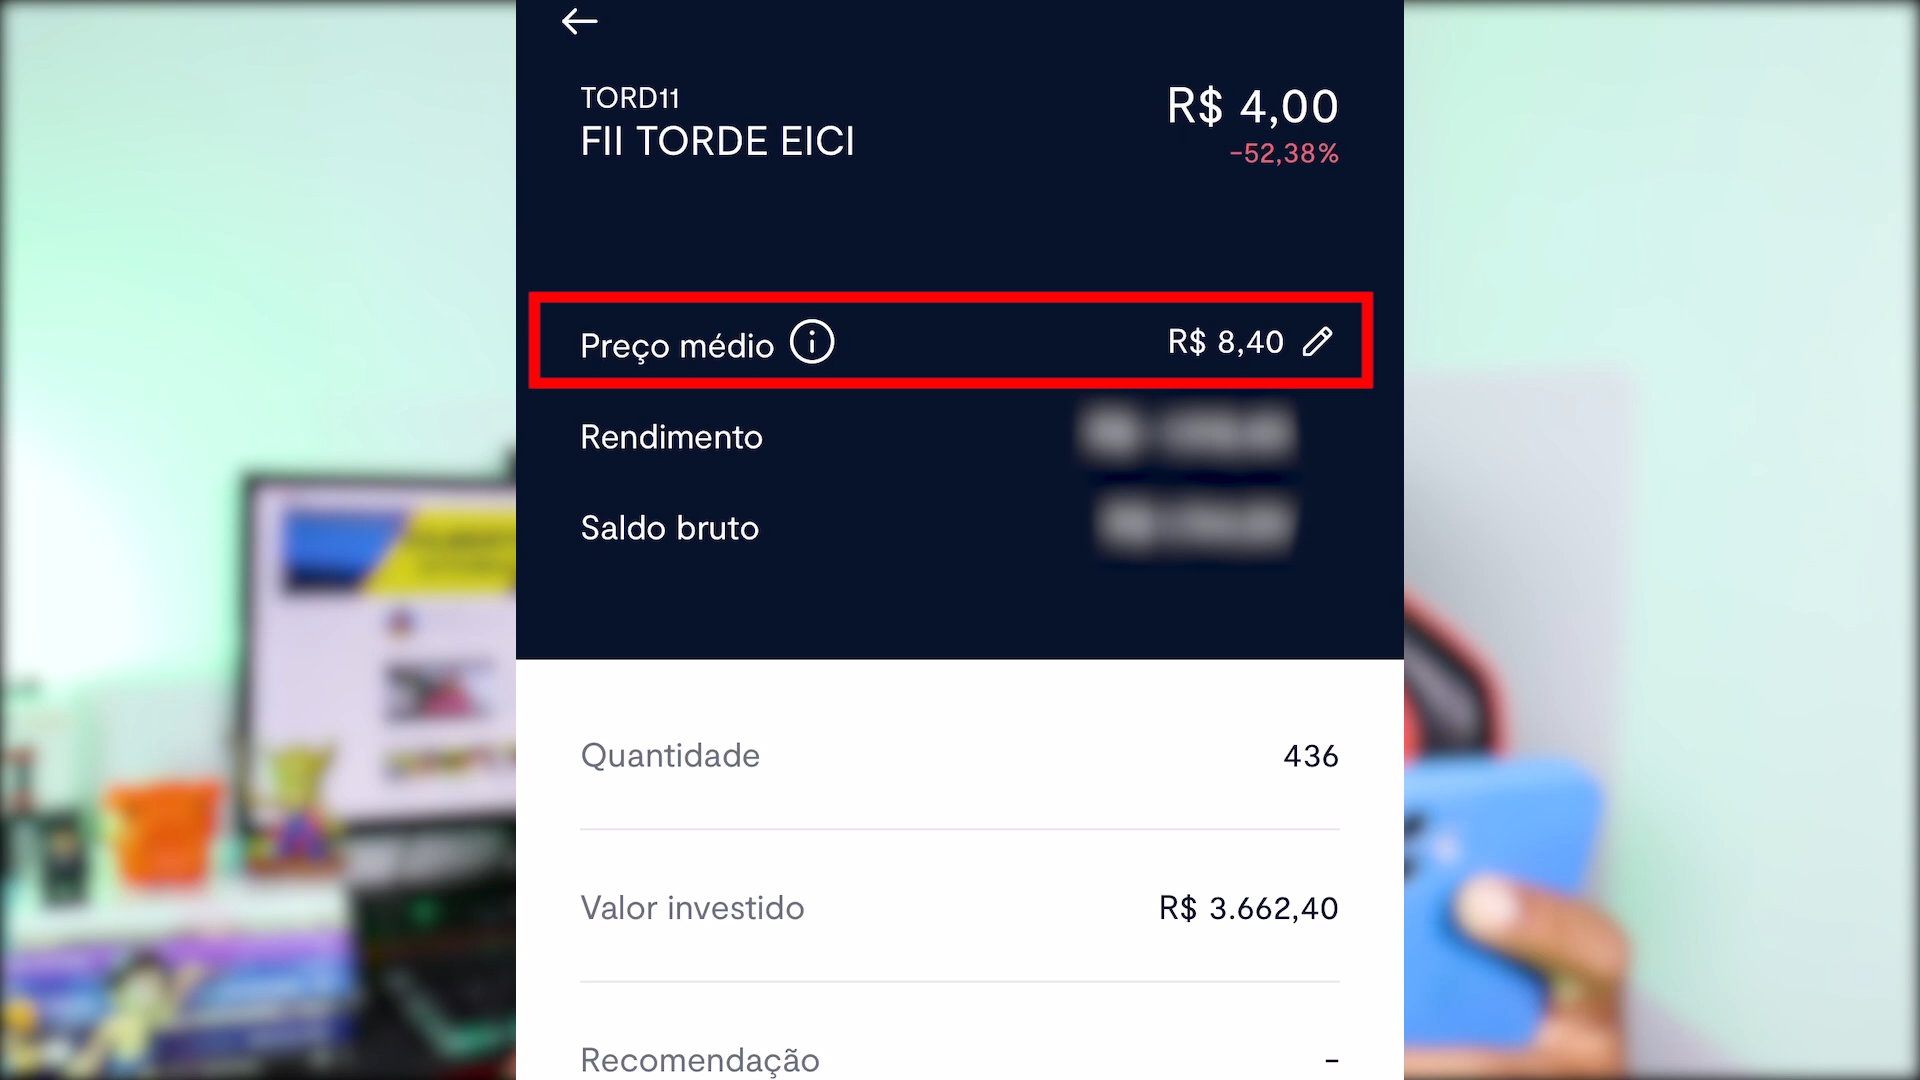 TORD11
FII TORDE EICI
R$ 4,00
-52,38%
Preço médio
R$ 8,40
Rendimento
Saldo bruto
Quantidade
436
Valor investido
R$ 3.662,40
Recomendação
-